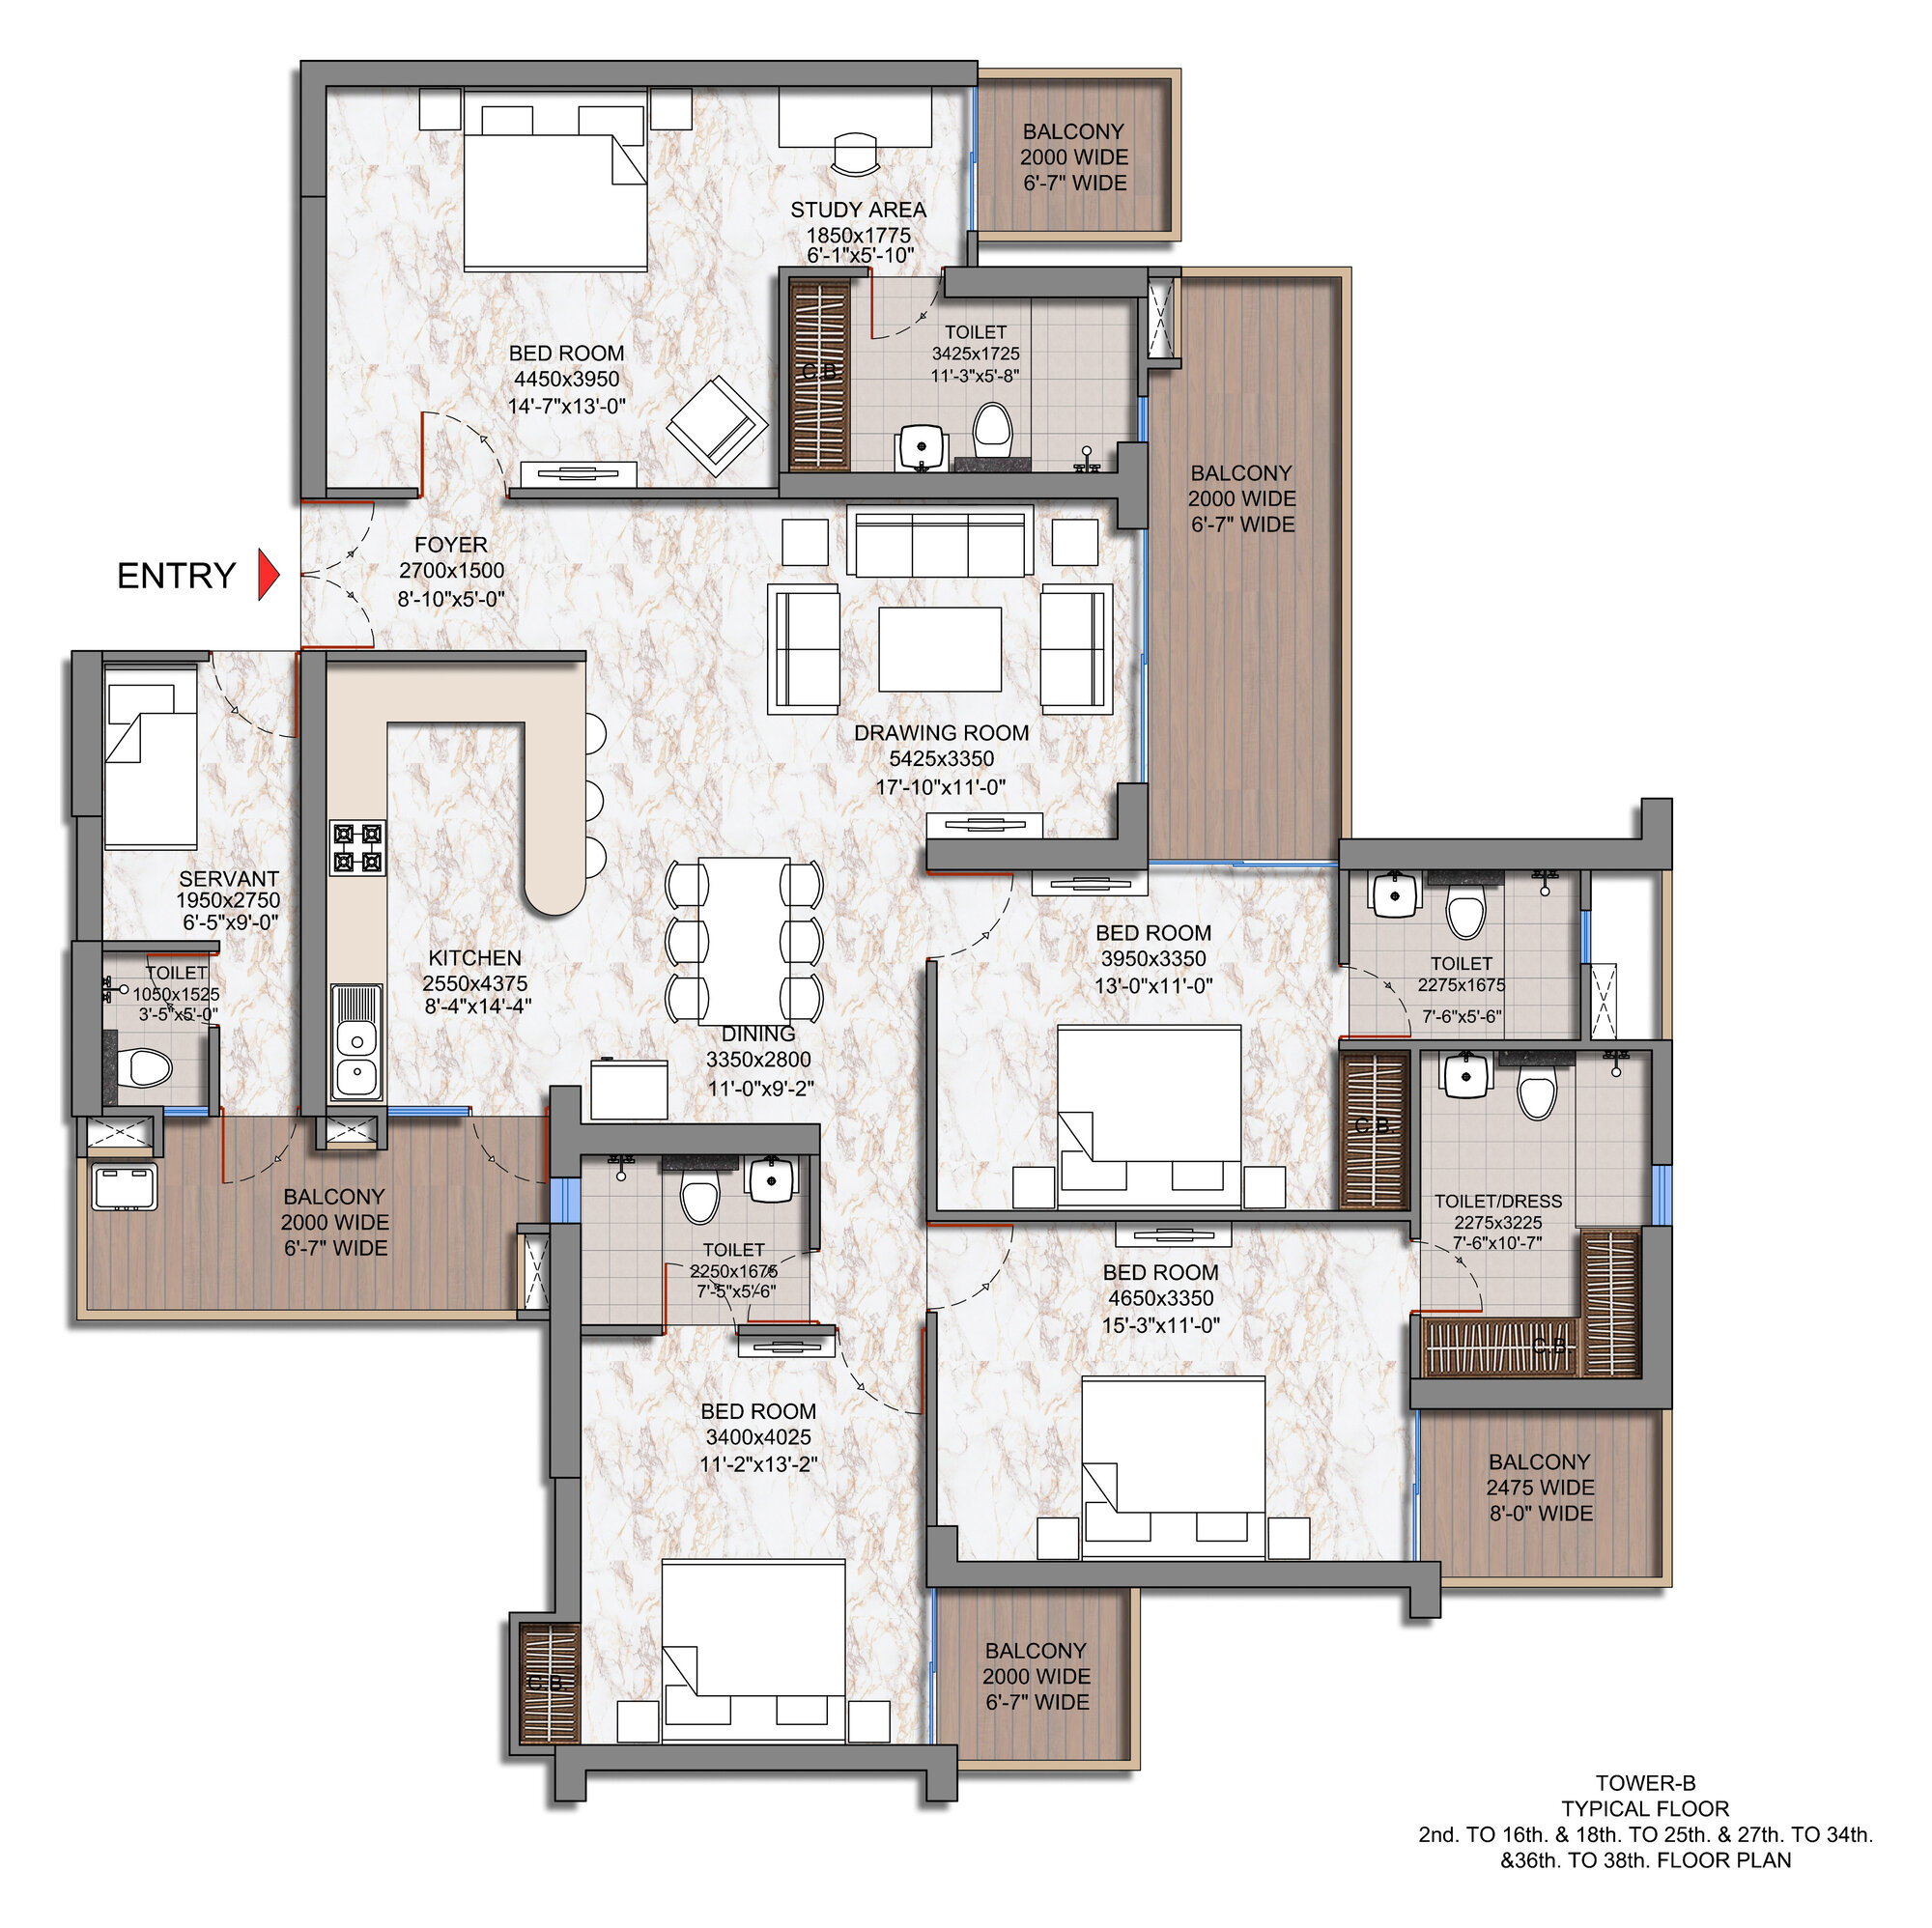 BALCONY
2000 WIDE
6'-7" WIDE
STUDY AREA
1850x1775
6'-1"x5'-10"
BED ROOM
4450x3950
14'-7"x13'-0"
C.B.
TOILET
3425x1725
11'-3"x5'-8"
BALCONY
2000 WIDE
6'-7" WIDE
ENTRY
FOYER
2700x1500
8'-10"x5'-0"
DRAWING ROOM
5425x3350
17'-10"x11'-0"
SERVANT
1950x2750
6'-5"x9'-0"
TOILET
1050x1525
3'-5"x5'-0"
KITCHEN
2550x4375
8'-4"x14'-4"
DINING
3350x2800
11'-0"x9'-2"
BED ROOM
3950x3350
13'-0"x11'-0"
C.B.
TOILET
2275x1675
7'-6"x5'-6"
TOILET/DRESS
2275x3225
7'-6"x10'-7"
C.B.
BALCONY
2000 WIDE
6'-7" WIDE
TOILET
2250x1675
7'-5"x5'-6"
BED ROOM
4650x3350
15'-3"x11'-0"
BED ROOM
3400x4025
11'-2"x13'-2"
C.B.
BALCONY
2475 WIDE
8'-0" WIDE
BALCONY
2000 WIDE
6'-7" WIDE
TOWER-B
TYPICAL FLOOR
2nd. TO 16th. & 18th. TO 25th. & 27th. TO 34th.
&36th. TO 38th. FLOOR PLAN